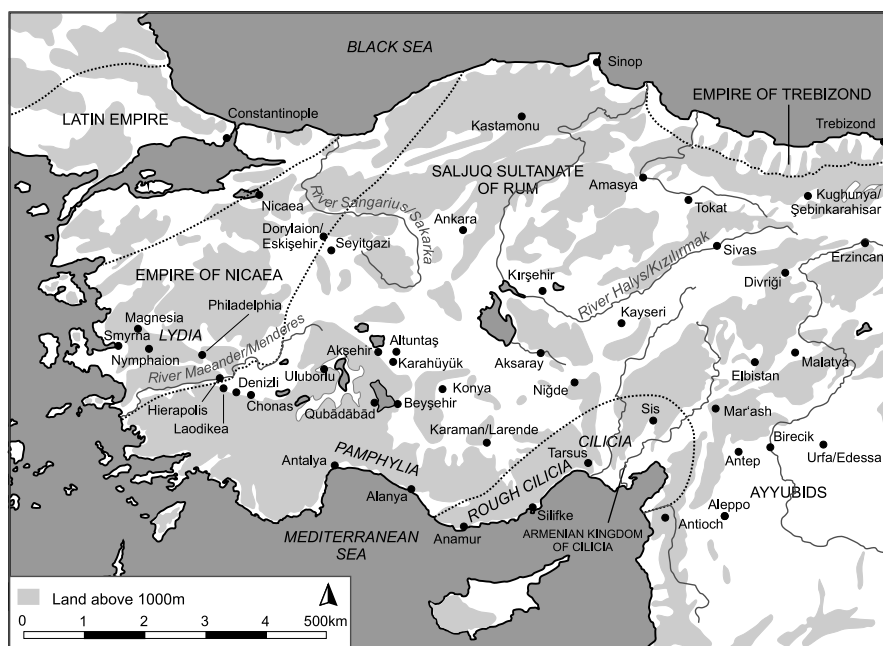 BLACK SEA
Sinop
LATIN EMPIRE
Constantinople
Kastamonu
EMPIRE OF TREBIZOND
Trebizond
SALJUQ SULTANATE
OF RUM
Amasya
Tokat
Kughunya/
Şebinkarahisar
Nicaea
River Sangarius/Sakarka
Dorylaion/
Eskişehir
Seyitgazi
Ankara
Sivas
Erzincan
EMPIRE OF NICAEA
Kırşehir
River Halys/Kızılırmak
Divriği
Philadelphia
Magnesia
LYDIA
Smyrna
Nymphaion
River Maeander/Menderes
Kayseri
Akşehir
Altuntaş
Karahüyük
Aksaray
Elbistan
Malatya
Uluborlu
Denizli
Hierapolis
Chonas
Laodikea
Qubādābād
Beyşehir
Konya
Niğde
Sis
Mar'ash
Karaman/Larende
CILICIA
Tarsus
Birecik
Antep
Urfa/Edessa
Antalya
PAMPHYLIA
ROUGH CILICIA
AYYUBIDS
Alanya
Silifke
Aleppo
Antioch
MEDITERRANEAN
SEA
Anamur
ARMENIAN KINGDOM
OF CILICIA
Land above 1000m
0 1 2 3 4 500km